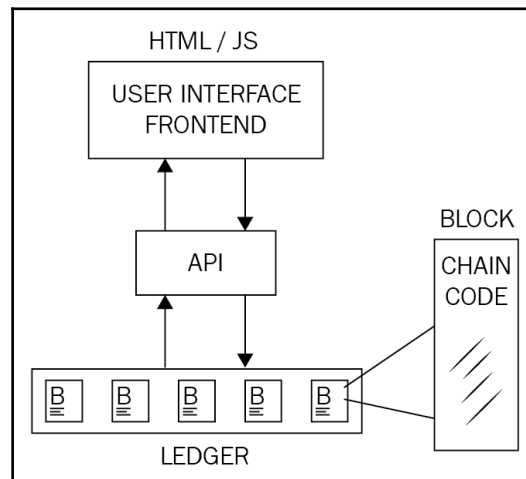 HTML / JS
USER INTERFACE
FRONTEND
API
BLOCK
CHAIN
CODE
B
B
B
B
B
LEDGER